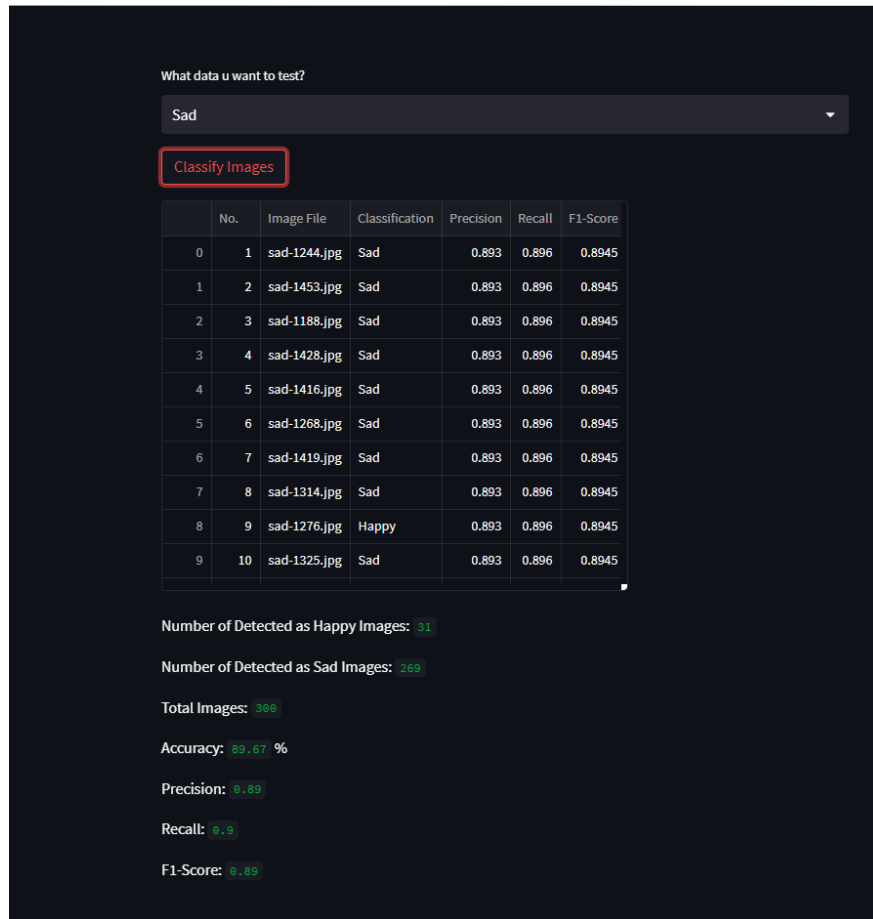 What data u want to test?
Sad
Classify Images
No. Image File Classification Precision Recall F1-Score
0 1 sad-1244.jpg Sad 0.893 0.896 0.8945
1 2 sad-1453.jpg Sad 0.893 0.896 0.8945
2 3 sad-1188.jpg Sad 0.893 0.896 0.8945
3 4 sad-1428.jpg Sad 0.893 0.896 0.8945
4 5 sad-1416.jpg Sad 0.893 0.896 0.8945
5 6 sad-1268.jpg Sad 0.893 0.896 0.8945
6 7 sad-1419.jpg Sad 0.893 0.896 0.8945
7 8 sad-1314.jpg Sad 0.893 0.896 0.8945
8 9 sad-1276.jpg Happy 0.893 0.896 0.8945
9 10 sad-1325.jpg Sad 0.893 0.896 0.8945
Number of Detected as Happy Images: 31
Number of Detected as Sad Images: 269
Total Images: 300
Accuracy: 89.67 %
Precision: 0.89
Recall: 0.9
F1-Score: 0.89